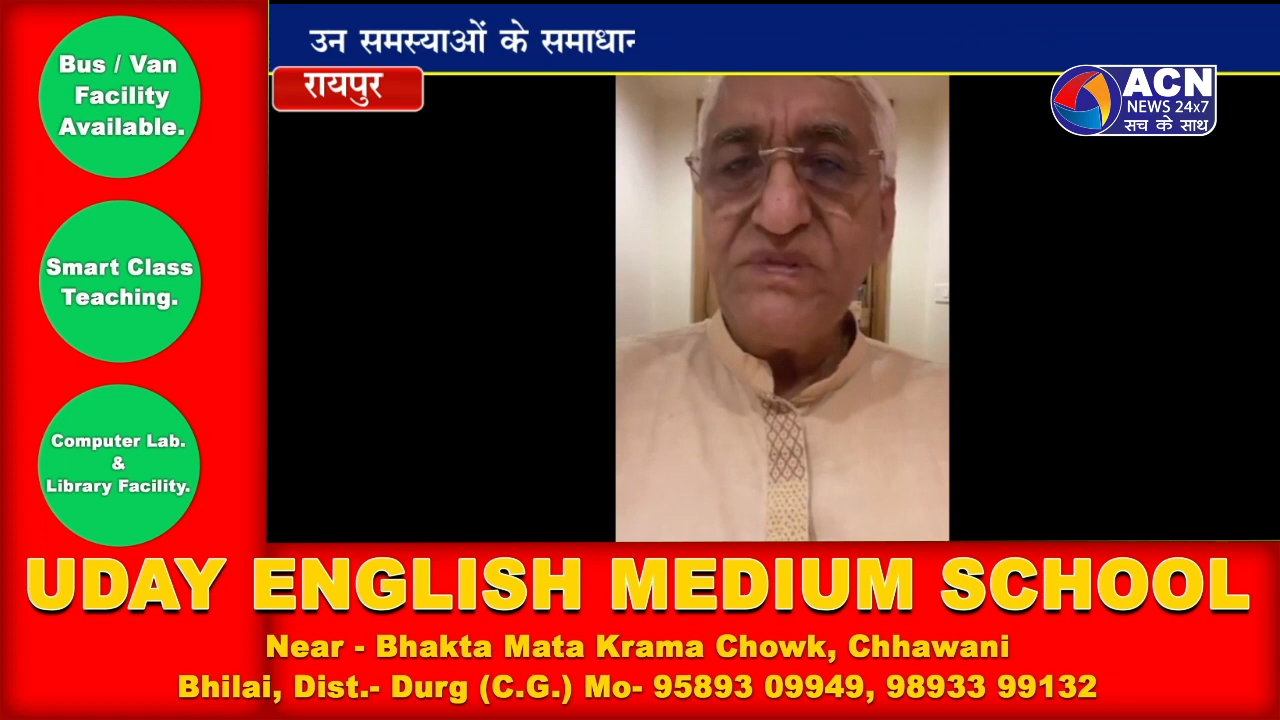 उन समस्याओं के समाधान
रायपुर
ACN
NEWS 24x7
सच के साथ
Bus / Van
Facility
Available.
Smart Class
Teaching.
Computer Lab.
&
Library Facility.
UDAY ENGLISH MEDIUM SCHOOL
Near - Bhakta Mata Krama Chowk, Chhawani
Bhilai, Dist.- Durg (C.G.) Mo- 95893 09949, 98933 99132